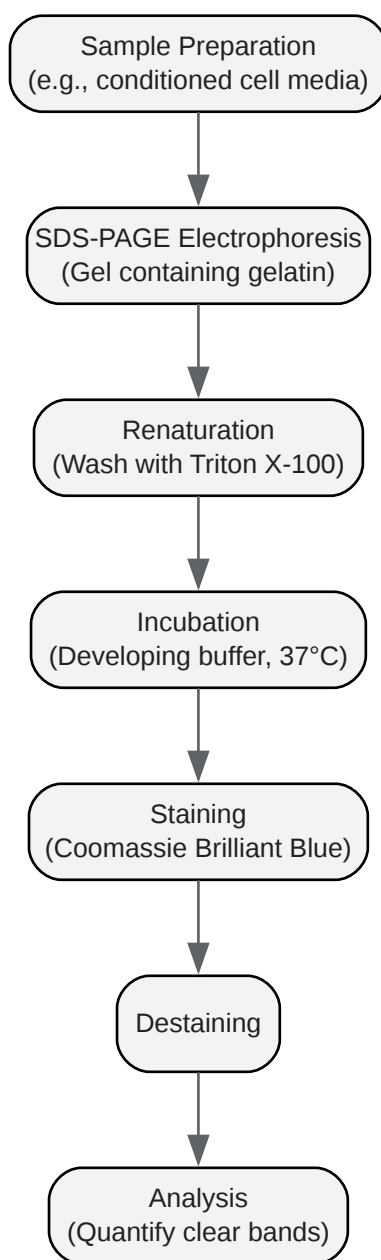 Sample Preparation
(e.g., conditioned cell media)
SDS-PAGE Electrophoresis
(Gel containing gelatin)
Renaturation
(Wash with Triton X-100)
Incubation
(Developing buffer, 37°C)
Staining
(Coomassie Brilliant Blue)
Destaining
Analysis
(Quantify clear bands)